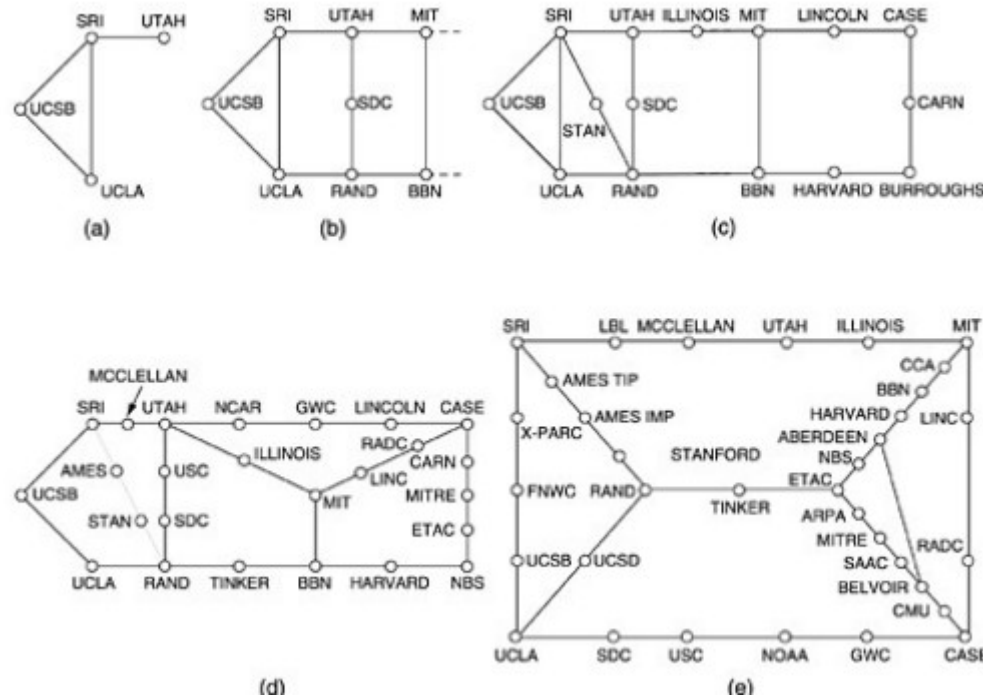 SRI UTAH
UCSB
UCLA
(a)
SRI UTAH MIT
UCSB
SDC
UCLA RAND BBN
(b)
SRI UTAH ILLINOIS MIT LINCOLN CASE
UCSB
SDC
CARN
STAN
UCLA RAND BBN HARVARD BURROUGHS
(c)
MCCLELLAN
SRI UTAH NCAR GWC LINCOLN CASE
RADC
ILLINOIS
CARN
AMES
USC
LINC
UCSB
MIT
MITRE
STAN
SDC
ETAC
UCLA RAND TINKER BBN HARVARD NBS
(d)
SRI LBL MCCLELLAN UTAH ILLINOIS MIT
CCA
AMES TIP
BBN
AMES IMP
HARVARD
LINC
X-PARC
ABERDEEN
STANFORD
NBS
ETAC
FNWC
RAND
TINKER
ARPA
MITRE
UCSB
UCSD
SAAC
RADC
BELVOIR
CMU
UCLA SDC USC NOAA GWC CASE
(e)